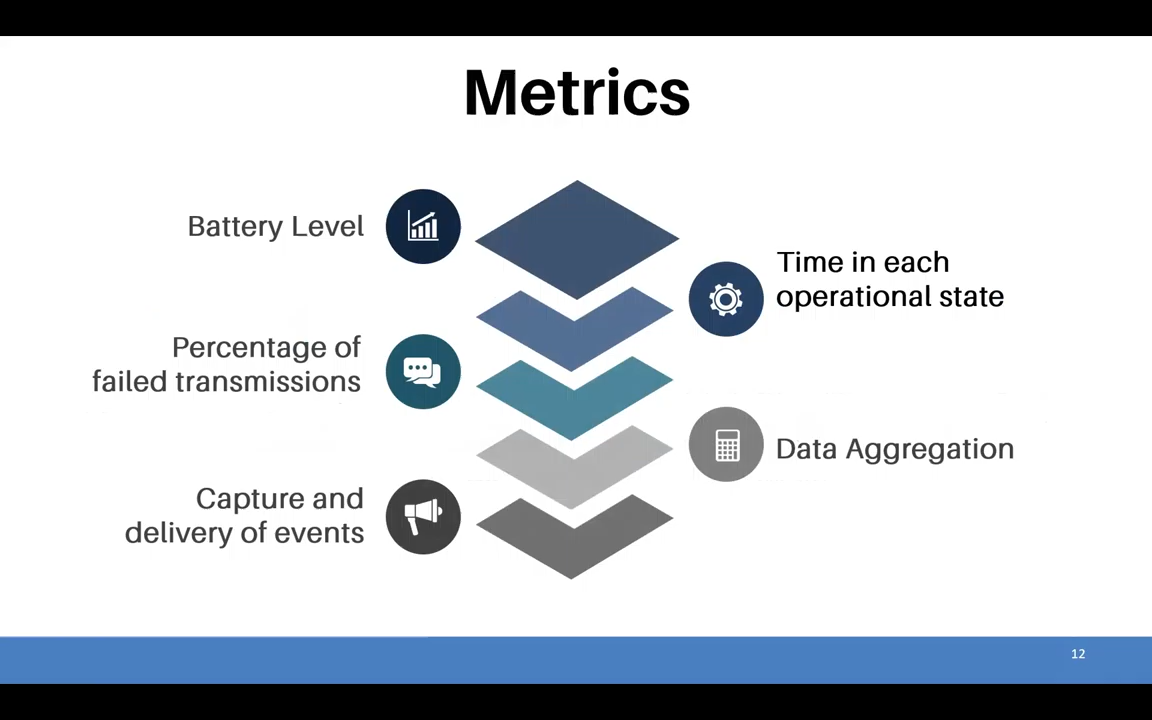 Metrics
Battery Level
Time in each
operational state
Percentage of
failed transmissions
Data Aggregation
Capture and
delivery of events
12